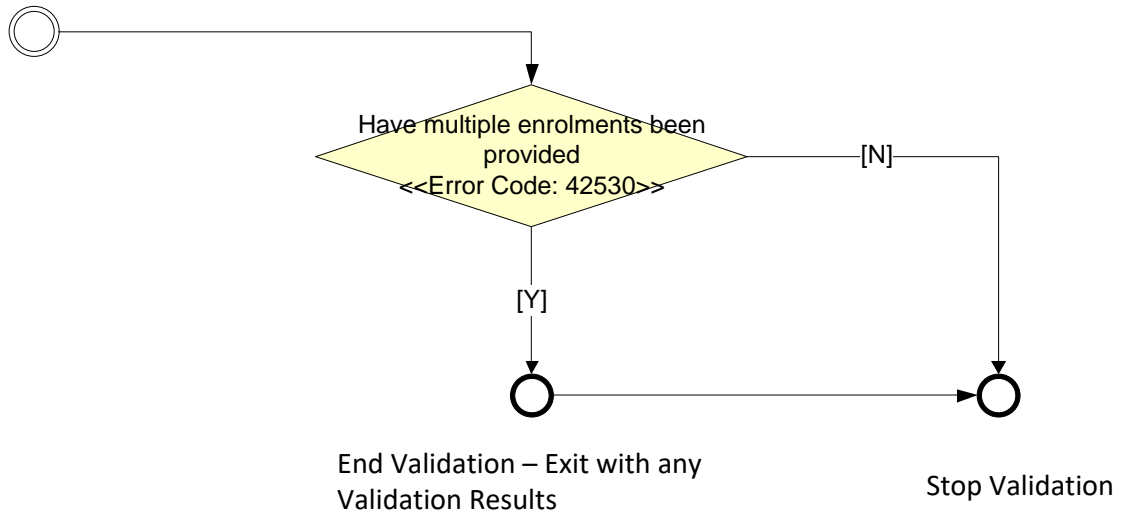 Have multiple enrolments been
provided
<<Error Code: 42530>>
[N]
[Y]
End Validation – Exit with any
Validation Results
Stop Validation